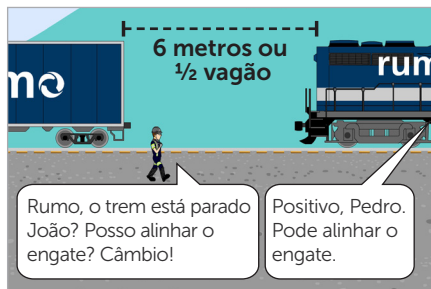 6 metros ou
½ vagão
mo
rum
Rumo, o trem está parado
João? Posso alinhar o
engate? Câmbio!
Positivo, Pedro.
Pode alinhar o
engate.